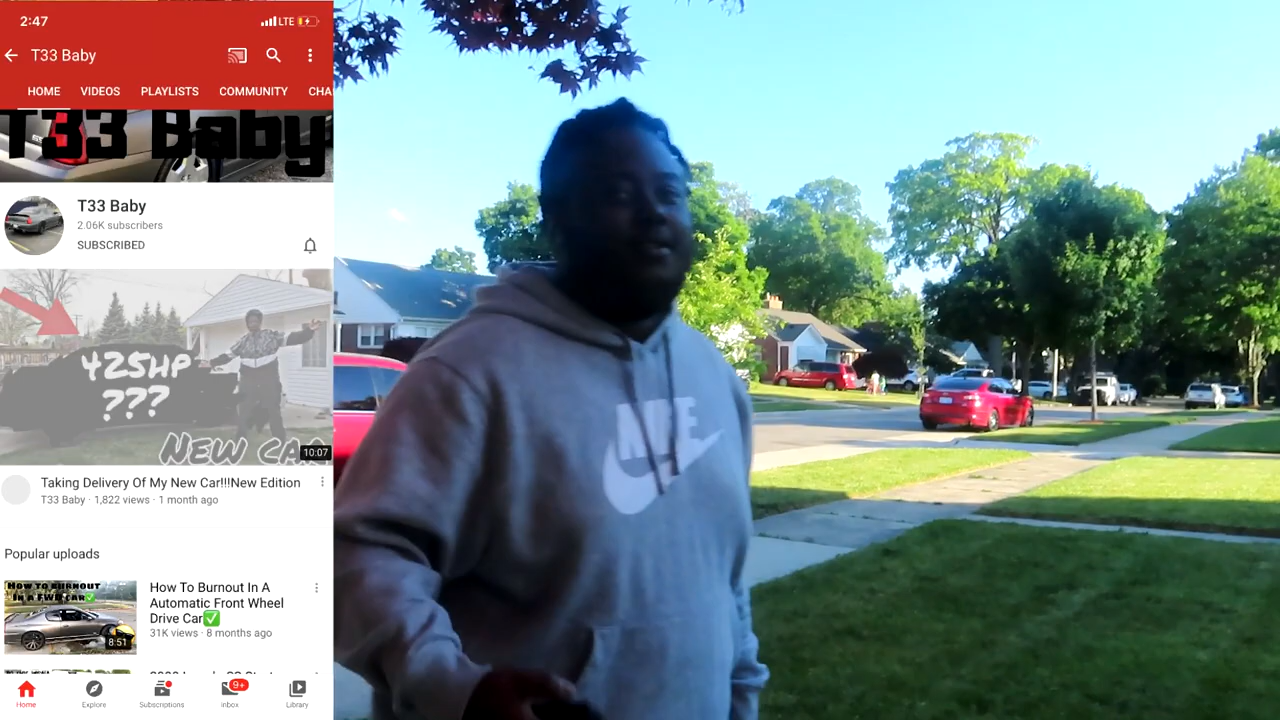 2:47
LTE
T33 Baby
HOME VIDEOS PLAYLISTS COMMUNITY CHA
T33 Baby
T33 Baby
2.06K subscribers
SUBSCRIBED
425HP
???
NEW CAR
10:07
Taking Delivery Of My New Car!!!New Edition
T33 Baby · 1,822 views · 1 month ago
Popular uploads
HOW TO BURNOUT
IN A FWD CAR✅
8:51
How To Burnout In A
Automatic Front Wheel
Drive Car✅
31K views · 8 months ago
9+
Home Explore Subscriptions Inbox Library
NIKE